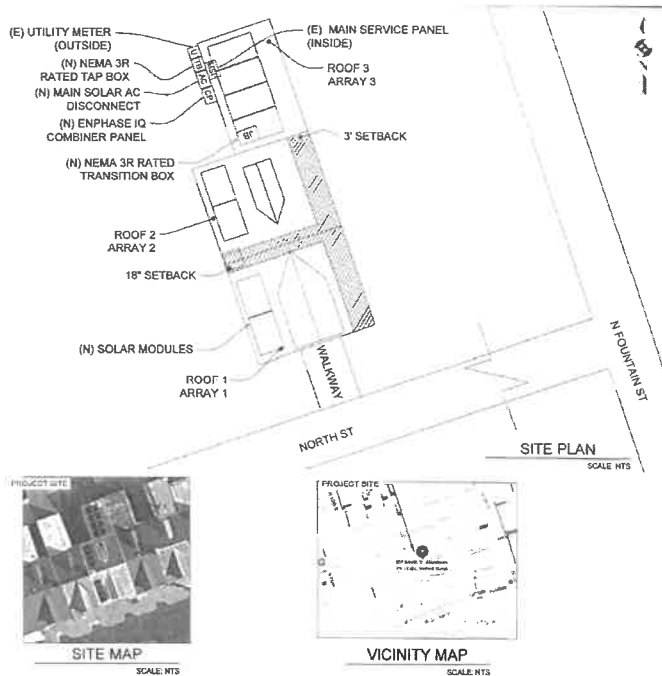 (E) UTILITY METER
(OUTSIDE)
(N) NEMA 3R
RATED TAP BOX
(N) MAIN SOLAR AC
DISCONNECT
(N) ENPHASE IQ
COMBINER PANEL
(N) NEMA 3R RATED
TRANSITION BOX
U
TB
AC
CP
(E) MAIN SERVICE PANEL
(INSIDE)
ROOF 3
ARRAY 3
3' SETBACK
ROOF 2
ARRAY 2
18" SETBACK
(N) SOLAR MODULES
ROOF 1
ARRAY 1
WALKWAY
NORTH ST
N FOUNTAIN ST
SITE PLAN
SCALE: NTS
PROJECT SITE
SITE MAP
SCALE: NTS
PROJECT SITE
VICINITY MAP
SCALE: NTS